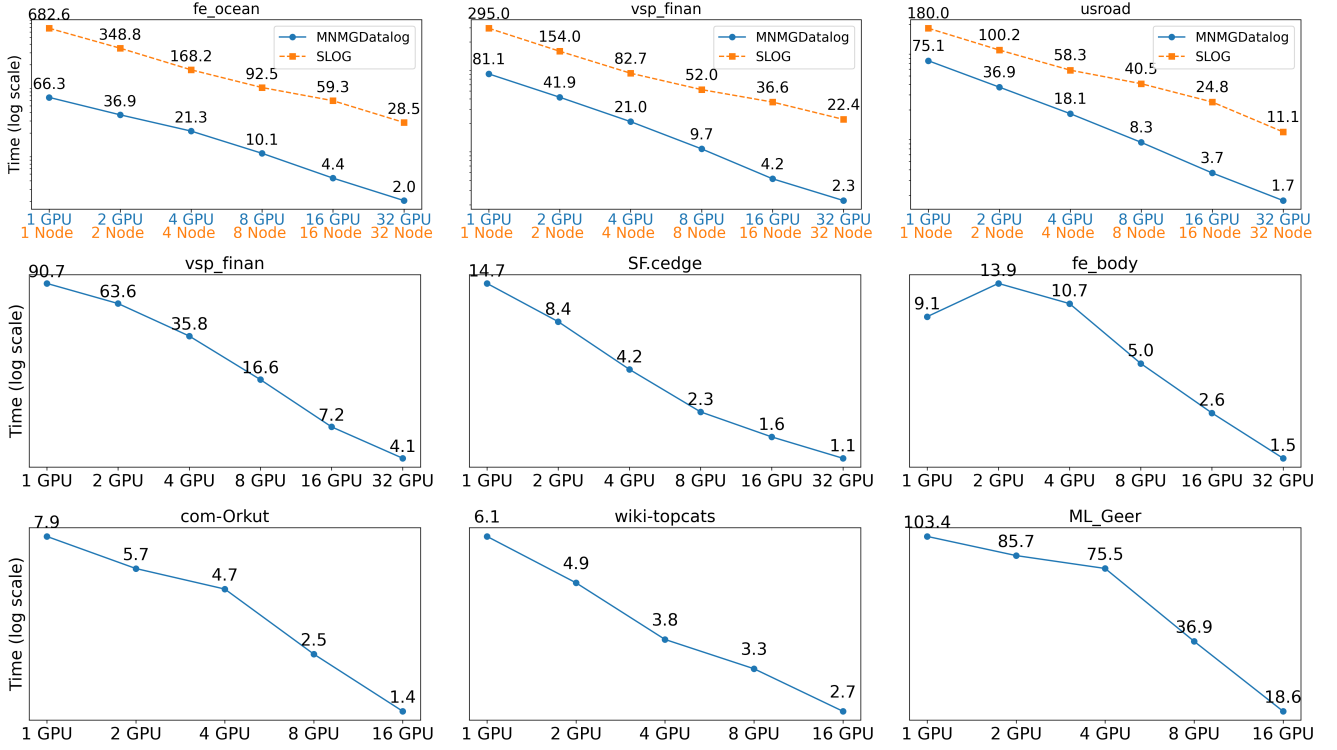 fe_ocean
682.6
348.8
168.2
92.5
59.3
28.5
66.3
36.9
21.3
10.1
4.4
2.0
MNMGDatalog
SLOG
Time (log scale)
1 GPU 2 GPU 4 GPU 8 GPU 16 GPU 32 GPU
1 Node 2 Node 4 Node 8 Node 16 Node 32 Node
vsp_finan
295.0
154.0
82.7
52.0
36.6
22.4
81.1
41.9
21.0
9.7
4.2
2.3
MNMGDatalog
SLOG
1 GPU 2 GPU 4 GPU 8 GPU 16 GPU 32 GPU
1 Node 2 Node 4 Node 8 Node 16 Node 32 Node
usroad
180.0
100.2
58.3
40.5
24.8
11.1
75.1
36.9
18.1
8.3
3.7
1.7
MNMGDatalog
SLOG
1 GPU 2 GPU 4 GPU 8 GPU 16 GPU 32 GPU
1 Node 2 Node 4 Node 8 Node 16 Node 32 Node
vsp_finan
90.7
63.6
35.8
16.6
7.2
4.1
Time (log scale)
1 GPU 2 GPU 4 GPU 8 GPU 16 GPU 32 GPU
SF.cedge
14.7
8.4
4.2
2.3
1.6
1.1
1 GPU 2 GPU 4 GPU 8 GPU 16 GPU 32 GPU
fe_body
9.1
13.9
10.7
5.0
2.6
1.5
1 GPU 2 GPU 4 GPU 8 GPU 16 GPU 32 GPU
com-Orkut
7.9
5.7
4.7
2.5
1.4
Time (log scale)
1 GPU 2 GPU 4 GPU 8 GPU 16 GPU
wiki-topcats
6.1
4.9
3.8
3.3
2.7
1 GPU 2 GPU 4 GPU 8 GPU 16 GPU
ML_Geer
103.4
85.7
75.5
36.9
18.6
1 GPU 2 GPU 4 GPU 8 GPU 16 GPU